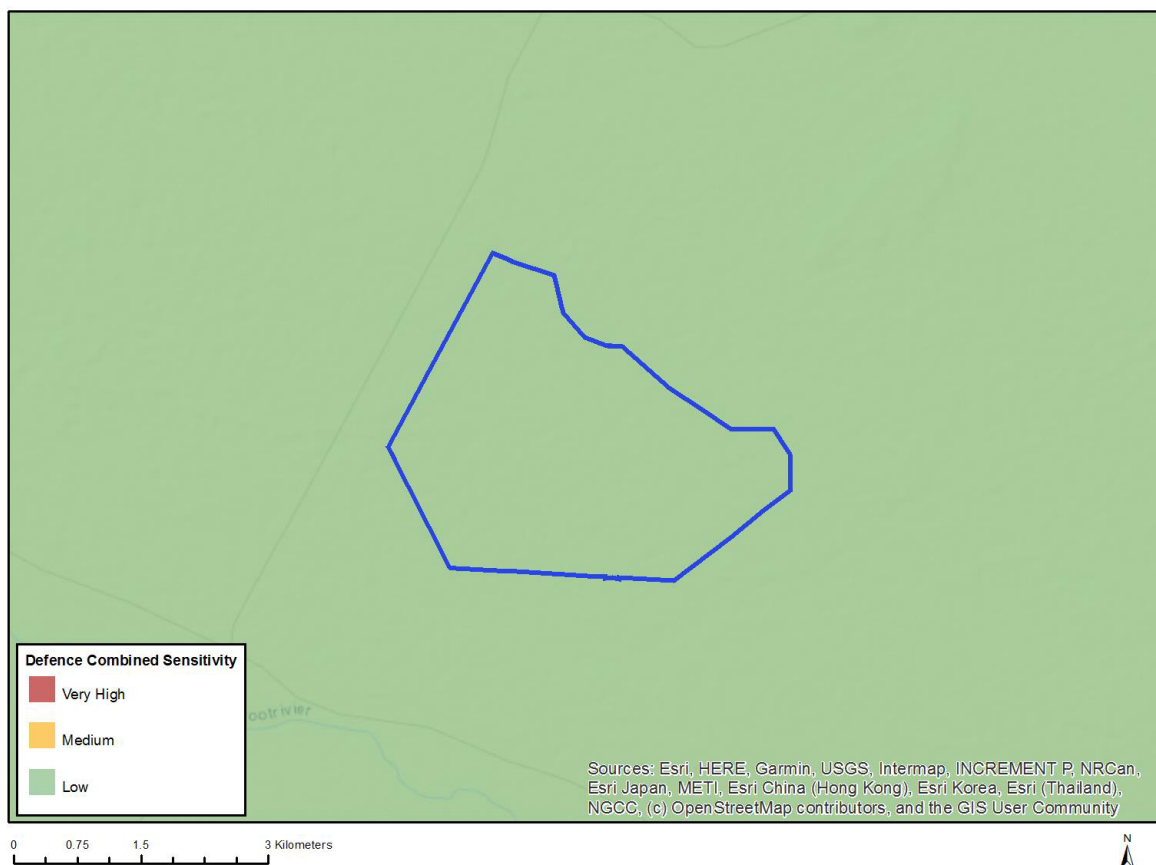 Defence Combined Sensitivity
Very High
Medium
Low
ootrivier
Sources: Esri, HERE, Garmin, USGS, Intermap, INCREMENT P, NRCan,
Esri Japan, METI, Esri China (Hong Kong), Esri Korea, Esri (Thailand),
NGCC, (c) OpenStreetMap contributors, and the GIS User Community
0 0.75 1.5 3 Kilometers
N